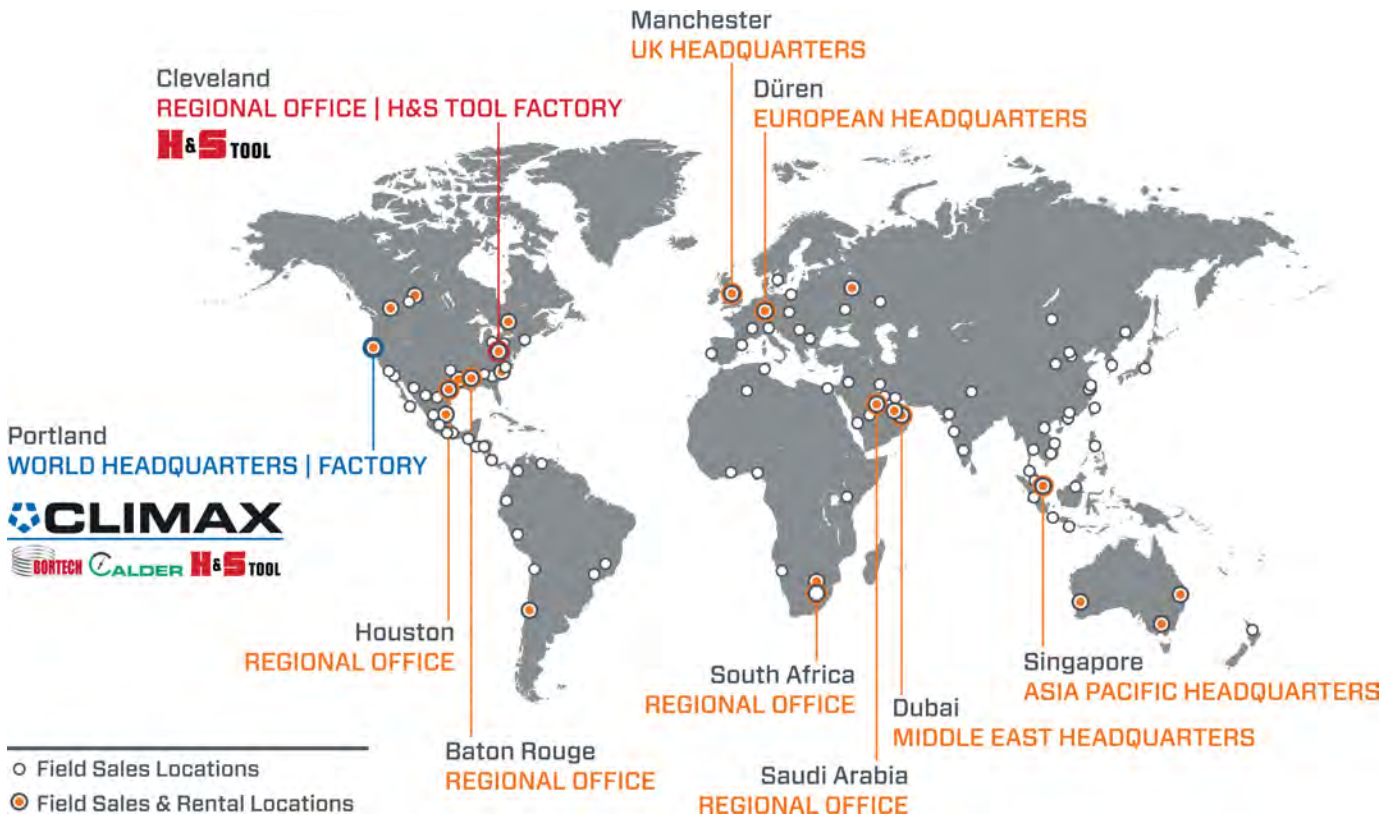 Manchester
UK HEADQUARTERS
Cleveland
REGIONAL OFFICE | H&S TOOL FACTORY
H&S TOOL
Düren
EUROPEAN HEADQUARTERS
Portland
WORLD HEADQUARTERS | FACTORY
CLIMAX
BORTECH CALDER H&S TOOL
Houston
REGIONAL OFFICE
Baton Rouge
REGIONAL OFFICE
South Africa
REGIONAL OFFICE
Saudi Arabia
REGIONAL OFFICE
Dubai
MIDDLE EAST HEADQUARTERS
Singapore
ASIA PACIFIC HEADQUARTERS
Field Sales Locations
Field Sales & Rental Locations